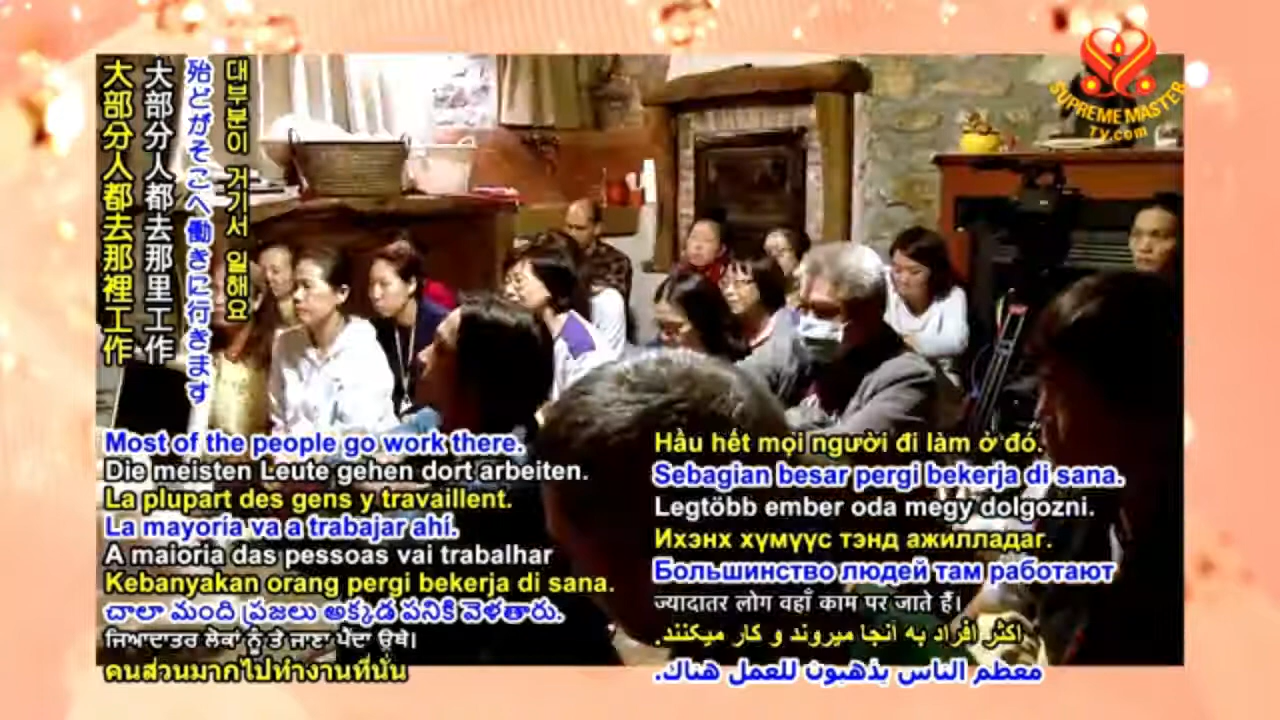 大部分人都去那裡工作
大部分人都去那里工作
殆どがそこへ働きに行きます
대부분이 거기서 일해요
SUPREME MASTER
TV.com
Most of the people go work there.
Die meisten Leute gehen dort arbeiten.
La plupart des gens y travaillent.
La mayoría va a trabajar ahí.
A maioria das pessoas vai trabalhar
Kebanyakan orang pergi bekerja di sana.
చాలా మంది ప్రజలు అక్కడ పనికి వెళతారు.
ਜਿਆਦਾਤਰ ਲੋਕਾਂ ਨੂੰ ਤੇ ਜਾਣਾ ਪੈਂਦਾ ਉਥੇ।
คนส่วนมากไปทำงานที่นั่น
Hầu hết mọi người đi làm ở đó.
Sebagian besar pergi bekerja di sana.
Legtöbb ember oda megy dolgozni.
Ихэнх хүмүүс тэнд ажилладаг.
Большинство людей там работают
ज्यादातर लोग वहाँ काम पर जाते हैं।
اکثر افراد به انجا میروند و کار میکنند.
معظم الناس يذهبون للعمل هناك.